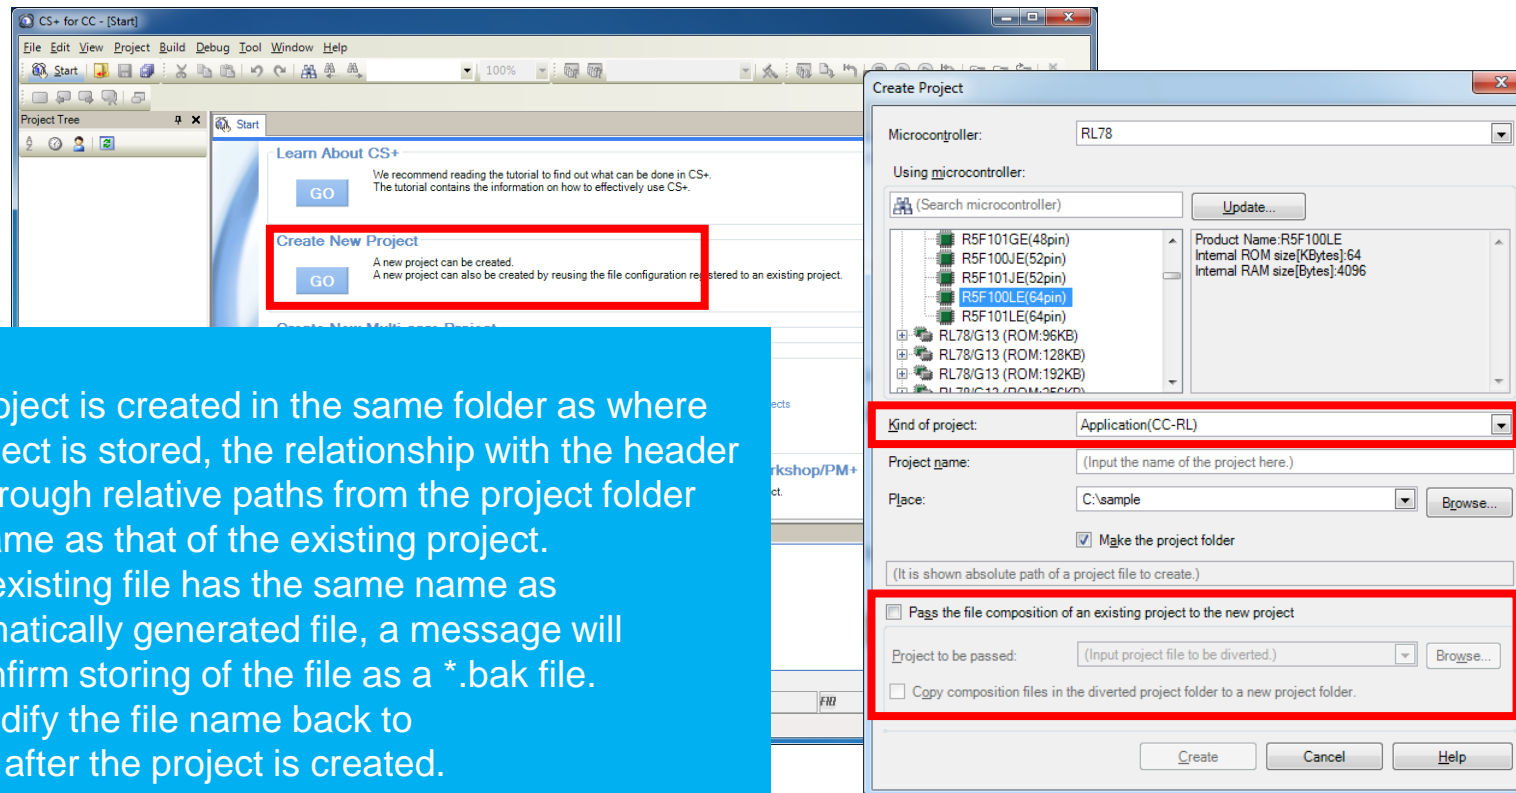 CS+ for CC - [Start]
File Edit View Project Build Debug Tool Window Help
Start
100%
Project Tree
Start
Learn About CS+
GO
We recommend reading the tutorial to find out what can be done in CS+.
The tutorial contains the information on how to effectively use CS+.
Create New Project
GO
A new project can be created.
A new project can also be created by reusing the file configuration registered to an existing project.
oject is created in the same folder as where
ject is stored, the relationship with the header
rough relative paths from the project folder
ame as that of the existing project.
existing file has the same name as
matically generated file, a message will
nfirm storing of the file as a *.bak file.
dify the file name back to
after the project is created.
ects
rkshop/PM+
ct.
Create Project
Microcontroller:
RL78
Using microcontroller:
(Search microcontroller)
Update...
R5F101GE(48pin)
R5F100JE(52pin)
R5F101JE(52pin)
R5F100LE(64pin)
R5F101LE(64pin)
RL78/G13 (ROM:96KB)
RL78/G13 (ROM:128KB)
RL78/G13 (ROM:192KB)
RL78/G13 (ROM:256KB)
Product Name:R5F100LE
Internal ROM size[KBytes]:64
Internal RAM size[Bytes]:4096
Kind of project:
Application(CC-RL)
Project name:
(Input the name of the project here.)
Place:
C:\sample
Browse...
Make the project folder
(It is shown absolute path of a project file to create.)
Pass the file composition of an existing project to the new project
Project to be passed:
(Input project file to be diverted.)
Browse...
Copy composition files in the diverted project folder to a new project folder.
Create
Cancel
Help